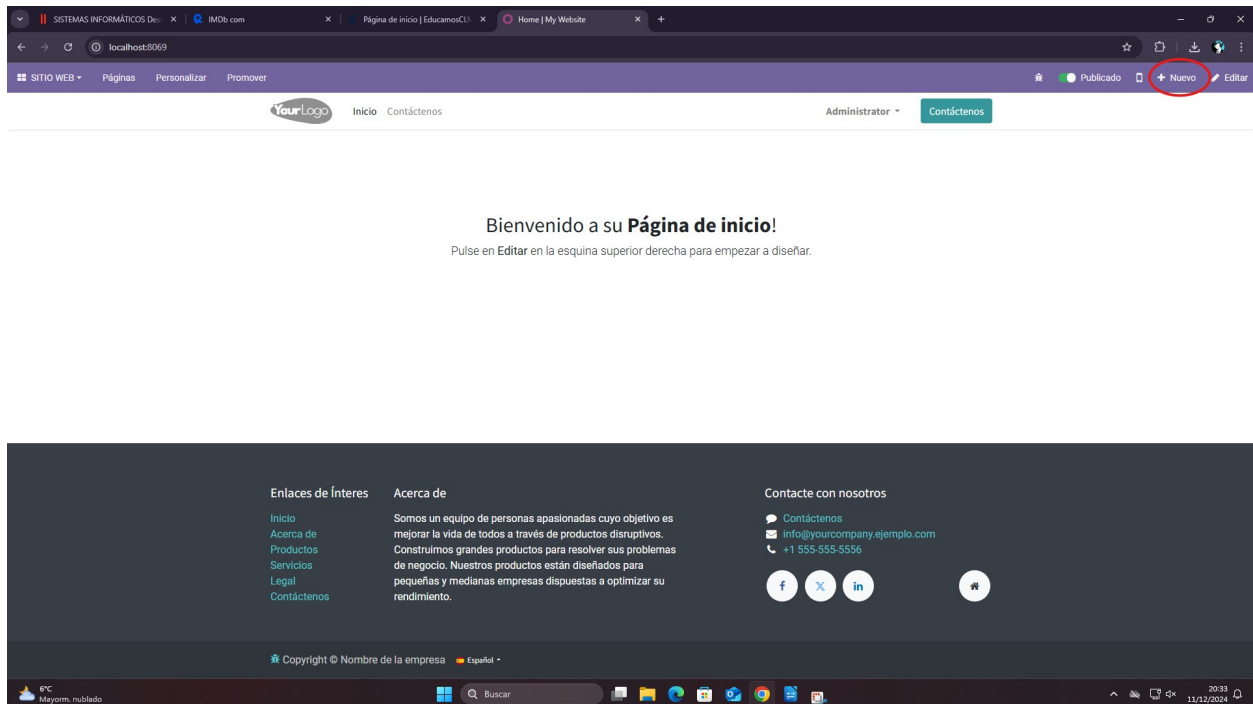 SISTEMAS INFORMÁTICOS Des
IMDb com
Página de inicio | EducamosCL
Home | My Website
localhost:8069
SITIO WEB
Páginas
Personalizar
Promover
Publicado
+ Nuevo
Editar
YourLogo
Inicio
Contáctenos
Administrator
Contáctenos
Bienvenido a su Página de inicio!
Pulse en Editar en la esquina superior derecha para empezar a diseñar.
Enlaces de Ínteres
Inicio
Acerca de
Productos
Servicios
Legal
Contáctenos
Acerca de
Somos un equipo de personas apasionadas cuyo objetivo es
mejorar la vida de todos a través de productos disruptivos.
Construimos grandes productos para resolver sus problemas
de negocio. Nuestros productos están diseñados para
pequeñas y medianas empresas dispuestas a optimizar su
rendimiento.
Contacte con nosotros
Contáctenos
info@yourcompany.ejemplo.com
+1 555-555-5556
Copyright © Nombre de la empresa
Español
6°C
Mayorm. nublado
Buscar
20:33
11/12/2024